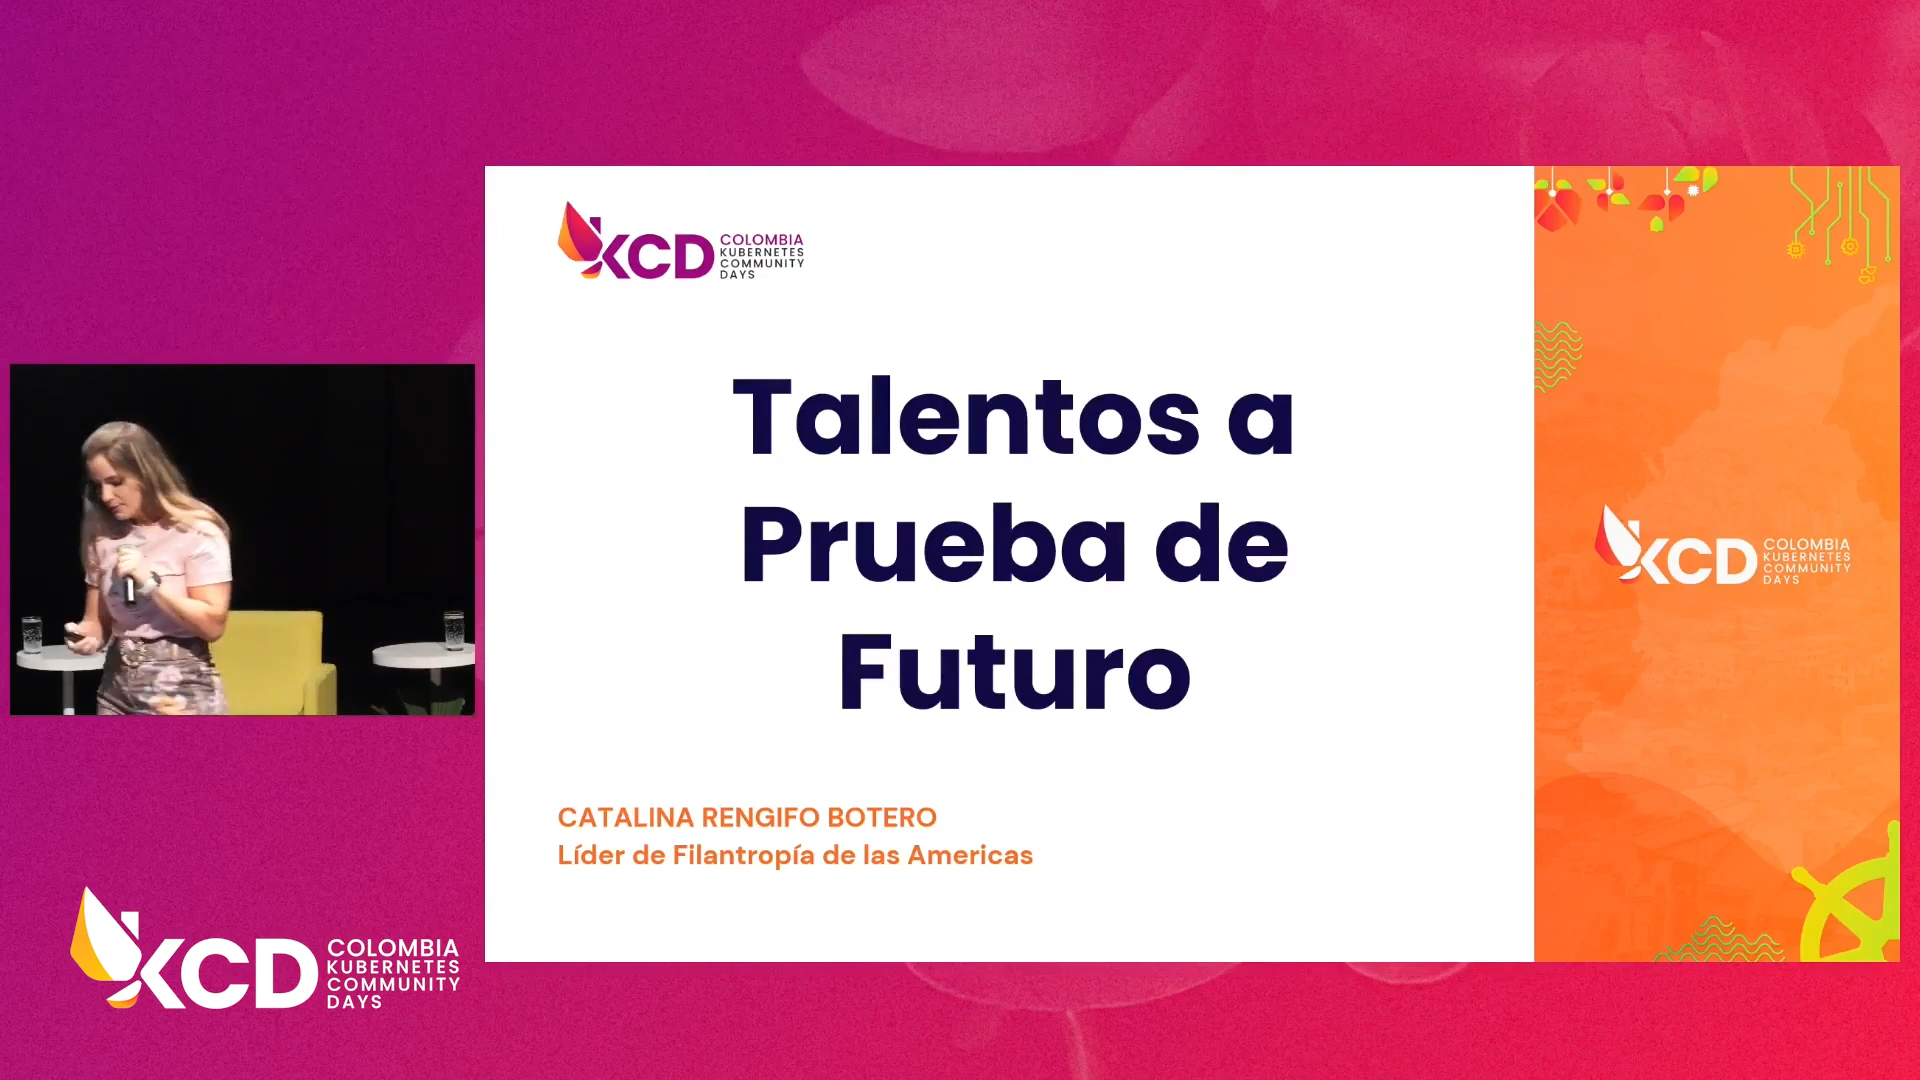 KCD COLOMBIA
KUBERNETES
COMMUNITY
DAYS
Talentos a
Prueba de
Futuro
CATALINA RENGIFO BOTERO
Líder de Filantropía de las Americas
KCD COLOMBIA
KUBERNETES
COMMUNITY
DAYS
KCD COLOMBIA
KUBERNETES
COMMUNITY
DAYS